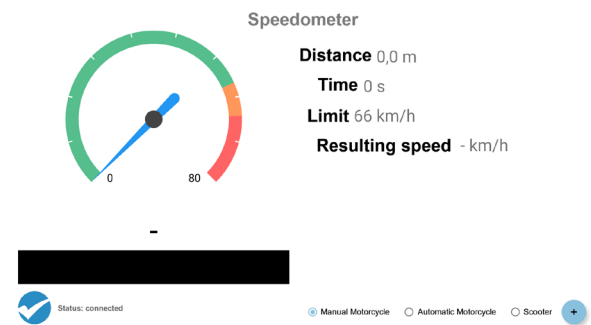 Speedometer
Distance 0,0 m
Time 0 s
Limit 66 km/h
Resulting speed - km/h
0 80
-
Status: connected
Manual Motorcycle Automatic Motorcycle Scooter +